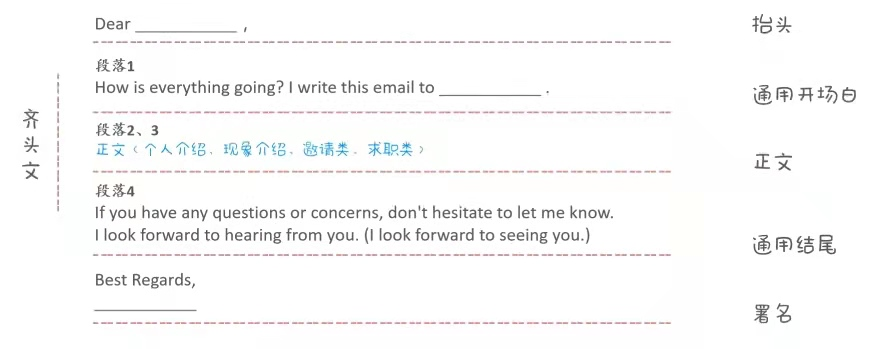 Dear ____________ ,
抬头
段落1
How is everything going? I write this email to ____________ .
通用开场白
齐头文
段落2、3
正文（个人介绍、现象介绍、邀请类、求职类）
正文
段落4
If you have any questions or concerns, don't hesitate to let me know.
I look forward to hearing from you. (I look forward to seeing you.)
通用结尾
Best Regards,
____________
署名